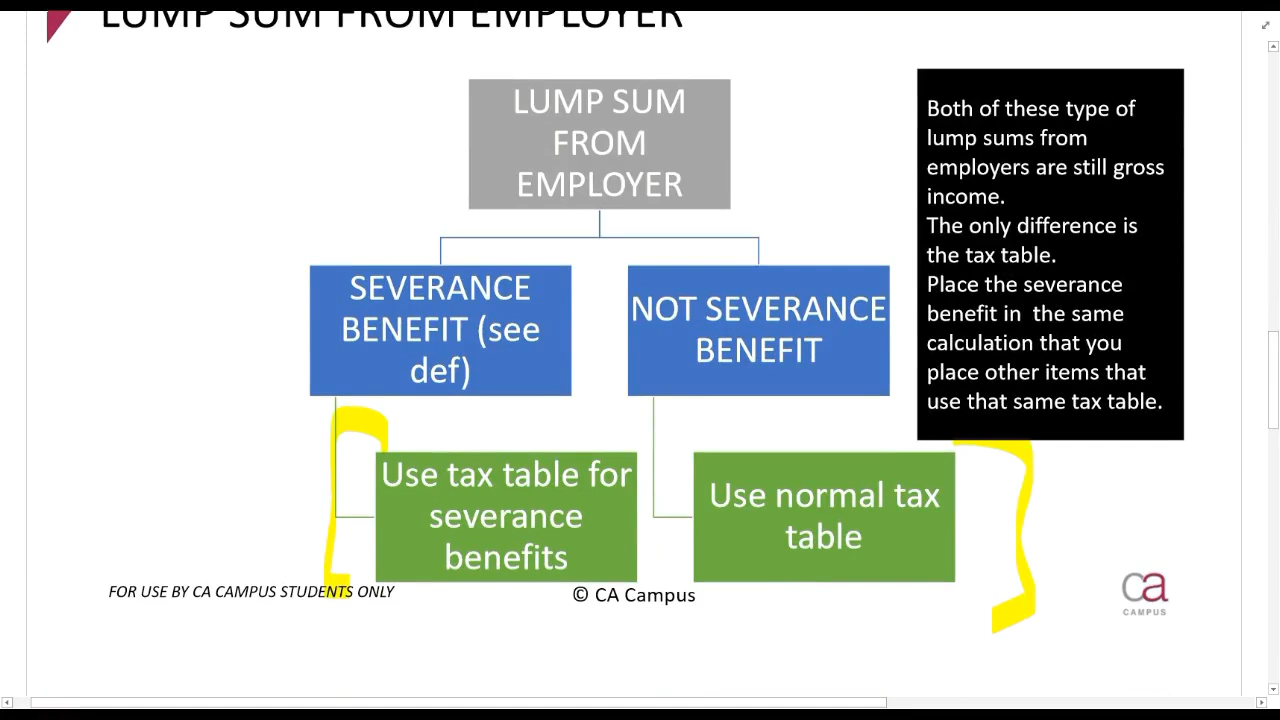 LUMP SUM FROM EMPLOYER
LUMP SUM
FROM
EMPLOYER
SEVERANCE
BENEFIT (see
def)
NOT SEVERANCE
BENEFIT
Use tax table for
severance
benefits
Use normal tax
table
Both of these type of
lump sums from
employers are still gross
income.
The only difference is
the tax table.
Place the severance
benefit in the same
calculation that you
place other items that
use that same tax table.
FOR USE BY CA CAMPUS STUDENTS ONLY
© CA Campus
ca
CAMPUS